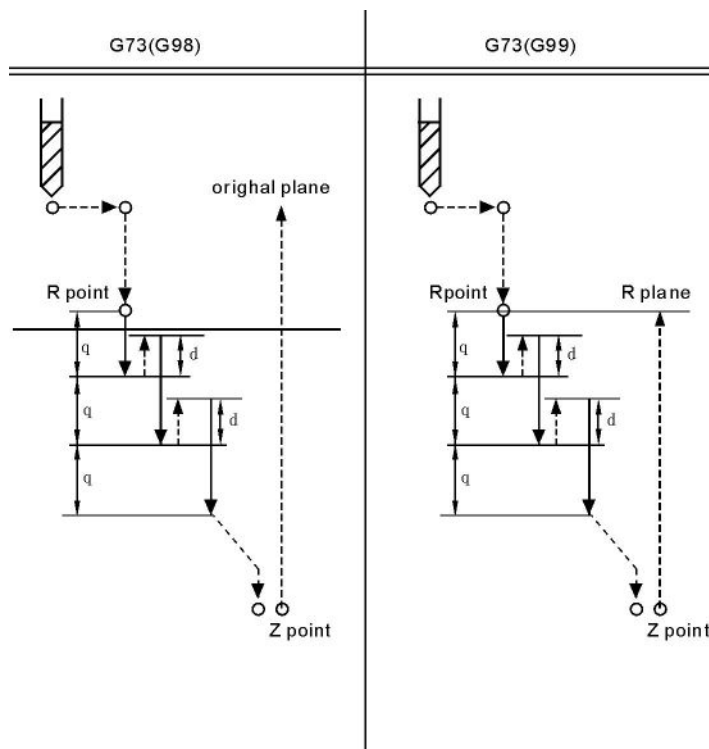 G73(G98)
G73(G99)
orighal plane
R point
q
d
q
d
q
Z point
Rpoint
R plane
q
d
q
d
q
Z point